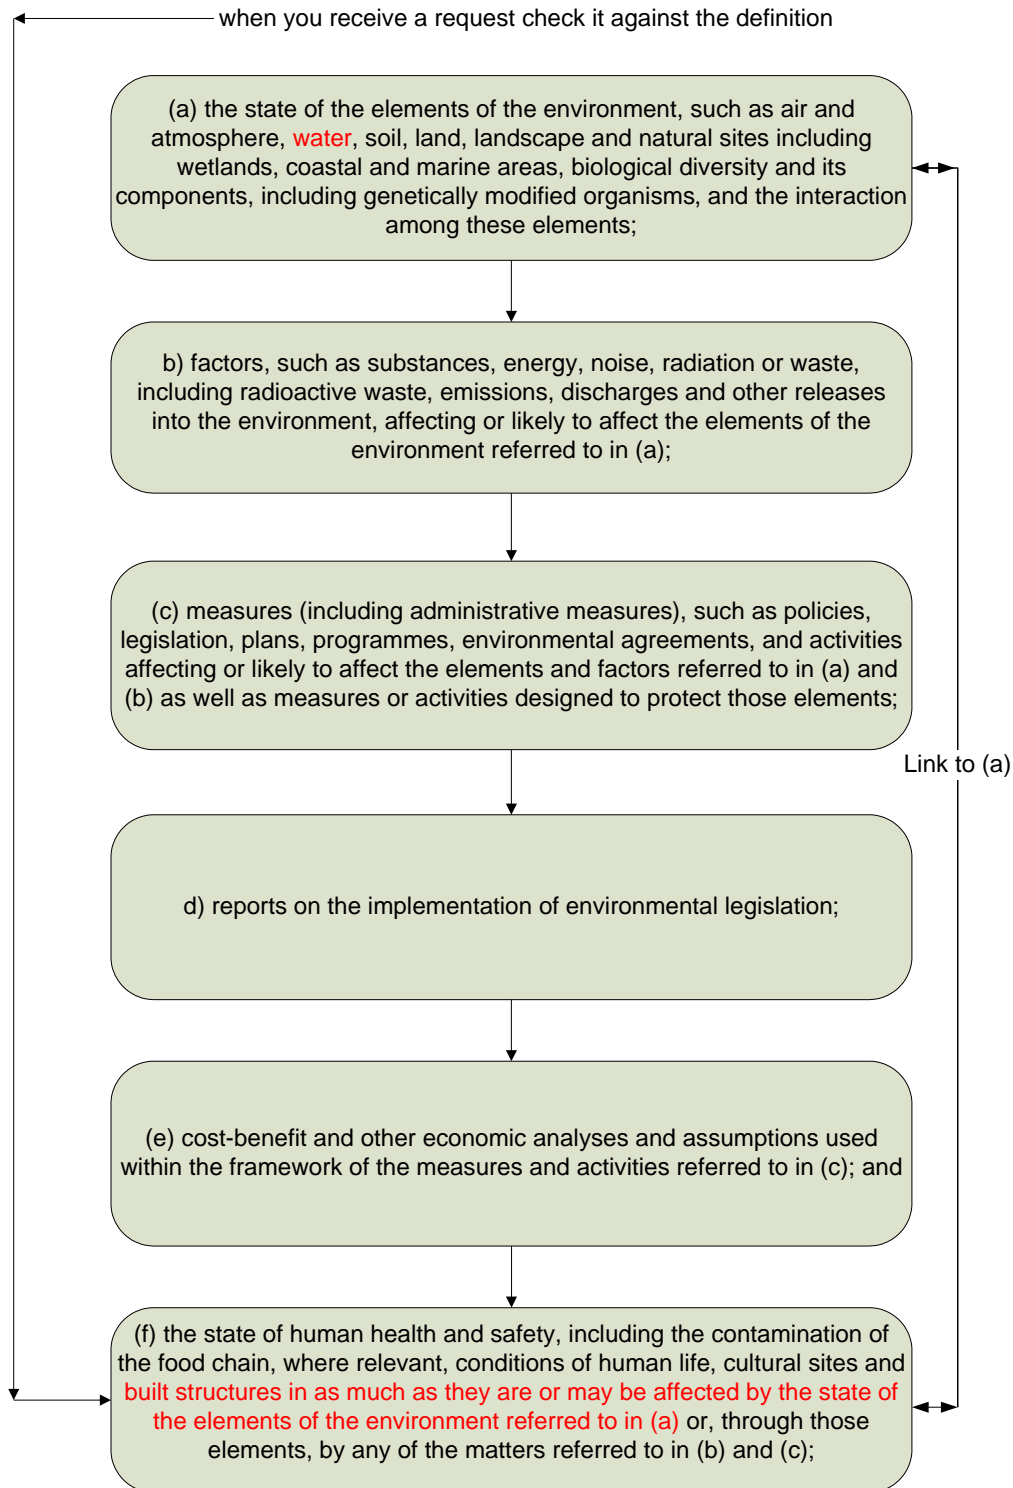 when you receive a request check it against the definition
(a) the state of the elements of the environment, such as air and
atmosphere, water, soil, land, landscape and natural sites including
wetlands, coastal and marine areas, biological diversity and its
components, including genetically modified organisms, and the interaction
among these elements;
b) factors, such as substances, energy, noise, radiation or waste,
including radioactive waste, emissions, discharges and other releases
into the environment, affecting or likely to affect the elements of the
environment referred to in (a);
(c) measures (including administrative measures), such as policies,
legislation, plans, programmes, environmental agreements, and activities
affecting or likely to affect the elements and factors referred to in (a) and
(b) as well as measures or activities designed to protect those elements;
Link to (a)
d) reports on the implementation of environmental legislation;
(e) cost-benefit and other economic analyses and assumptions used
within the framework of the measures and activities referred to in (c); and
(f) the state of human health and safety, including the contamination of
the food chain, where relevant, conditions of human life, cultural sites and
built structures in as much as they are or may be affected by the state of
the elements of the environment referred to in (a) or, through those
elements, by any of the matters referred to in (b) and (c);